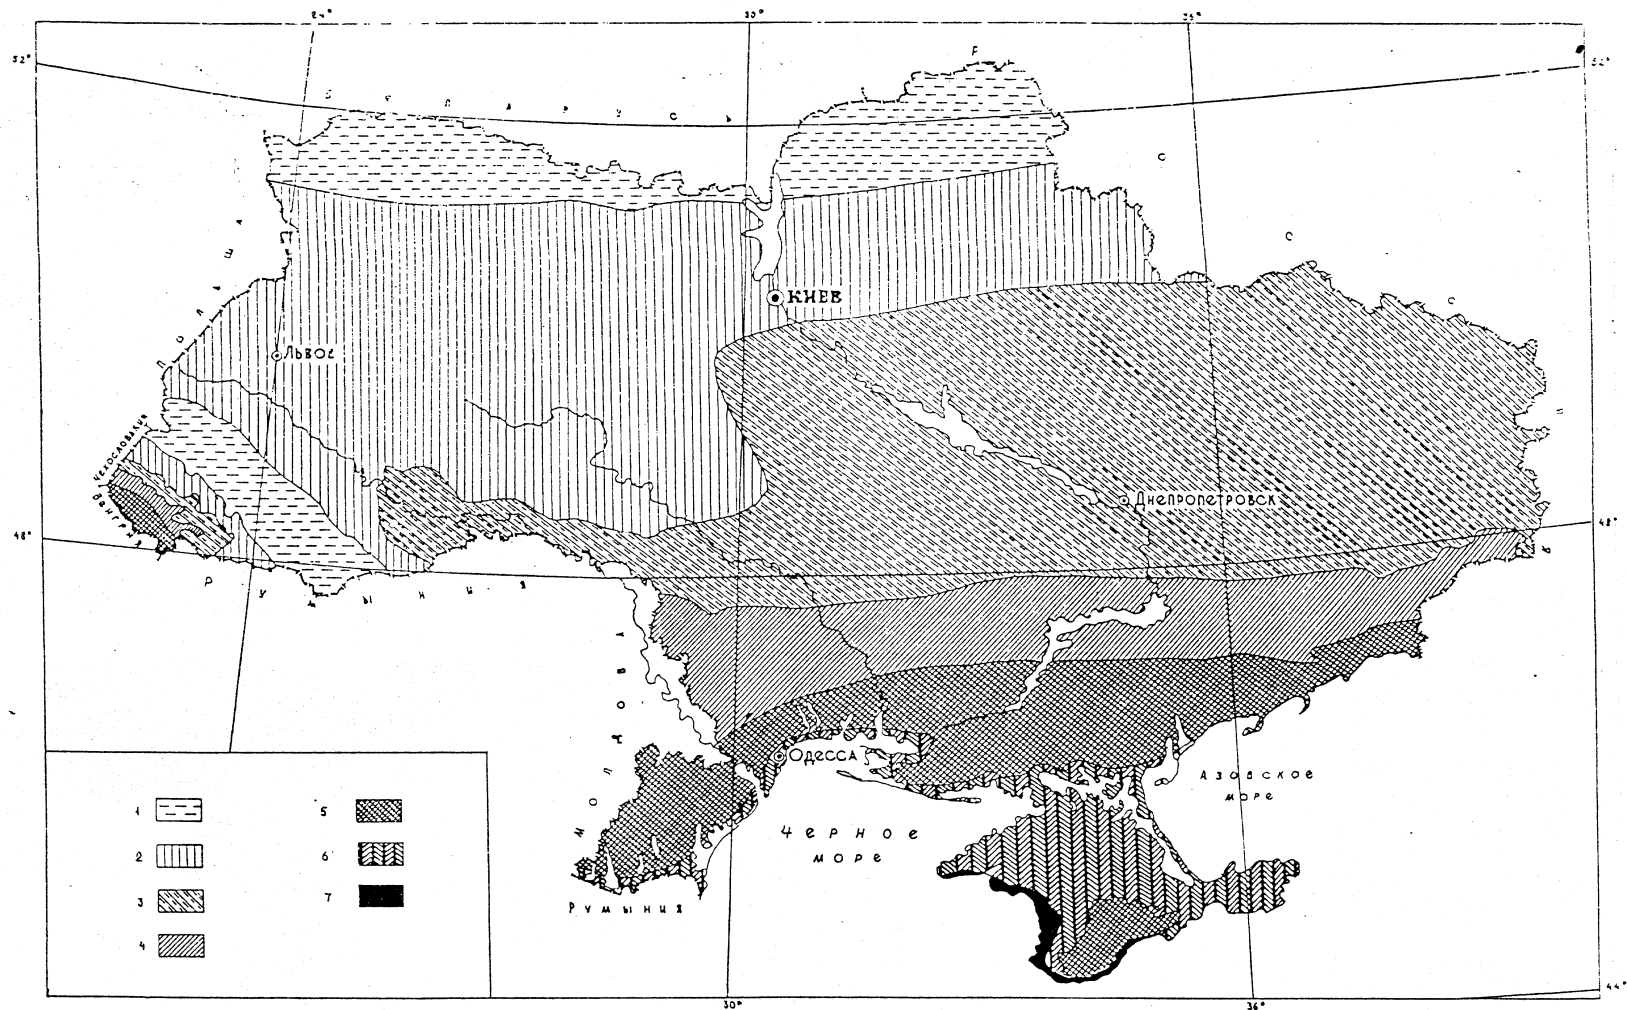 24°
30°
36°
52°
52°
Беларусь
Р
С
С
С
Польша
КИЕВ
Львов
Чехословакия
Венгрия
Днепропетровск
48°
48°
Румыния
Молдова
Одесса
Азовское
море
Черное
море
Румыния
1
2
3
4
5
6
7
30°
36°
44°